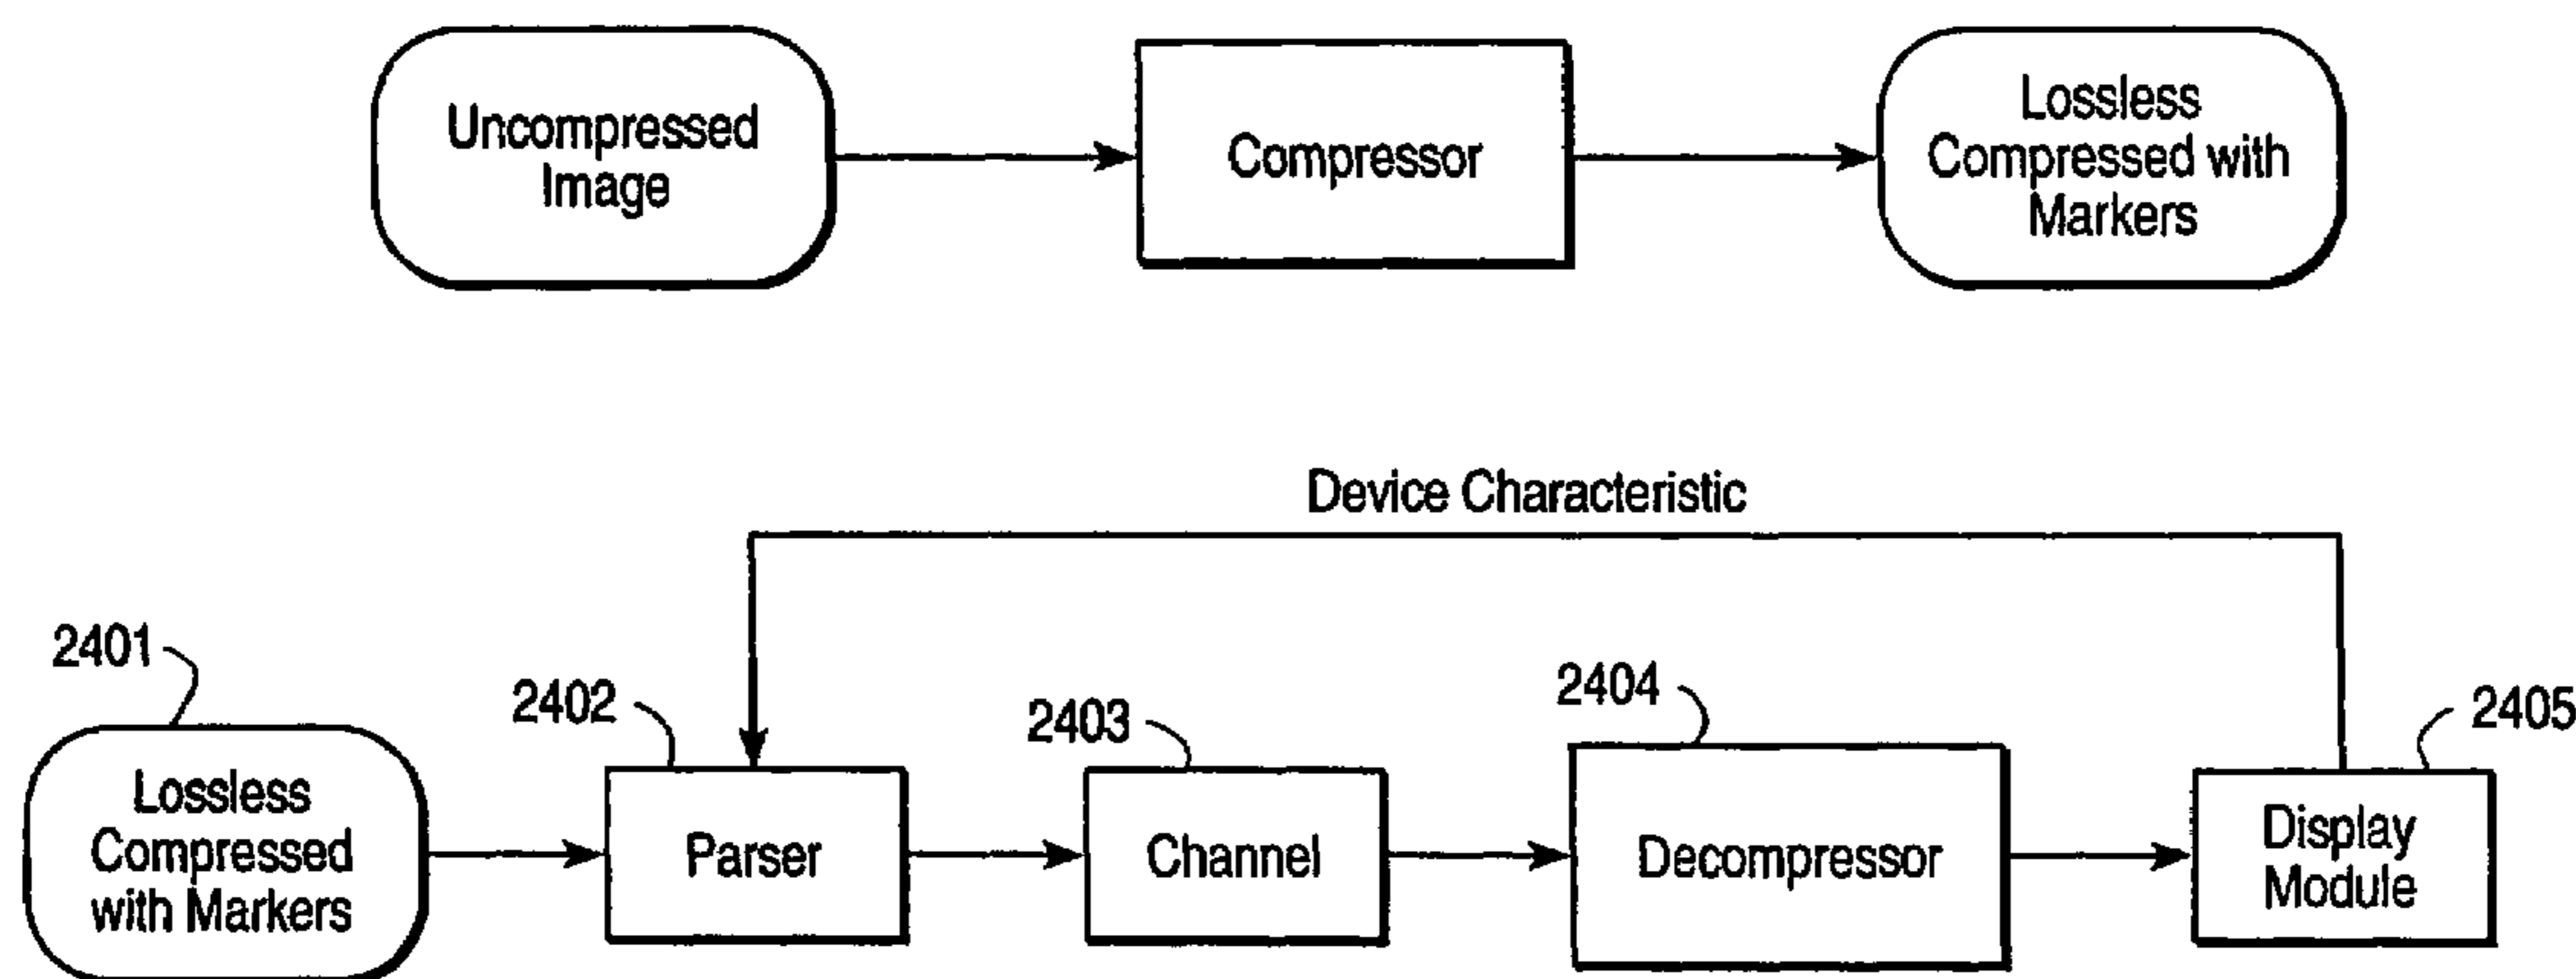 Uncompressed
Image
Compressor
Lossless
Compressed with
Markers
Device Characteristic
2401
2402
2403
2404
2405
Lossless
Compressed
with Markers
Parser
Channel
Decompressor
Display
Module